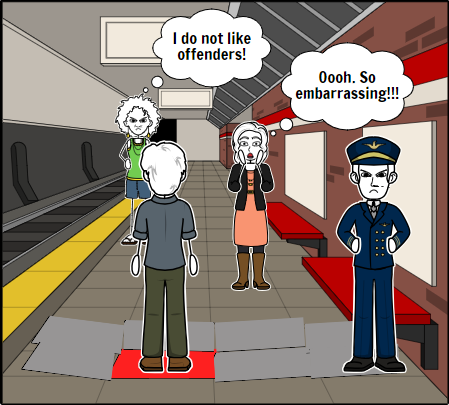 I do not like
offenders!
Oooh. So
embarrassing!!!